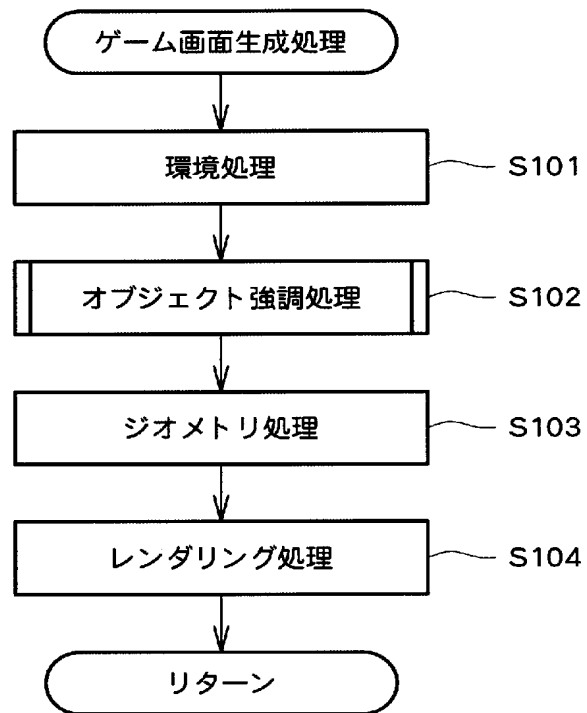 ゲーム画面生成処理
環境処理
S101
オブジェクト強調処理
S102
ジオメトリ処理
S103
レンダリング処理
S104
リターン